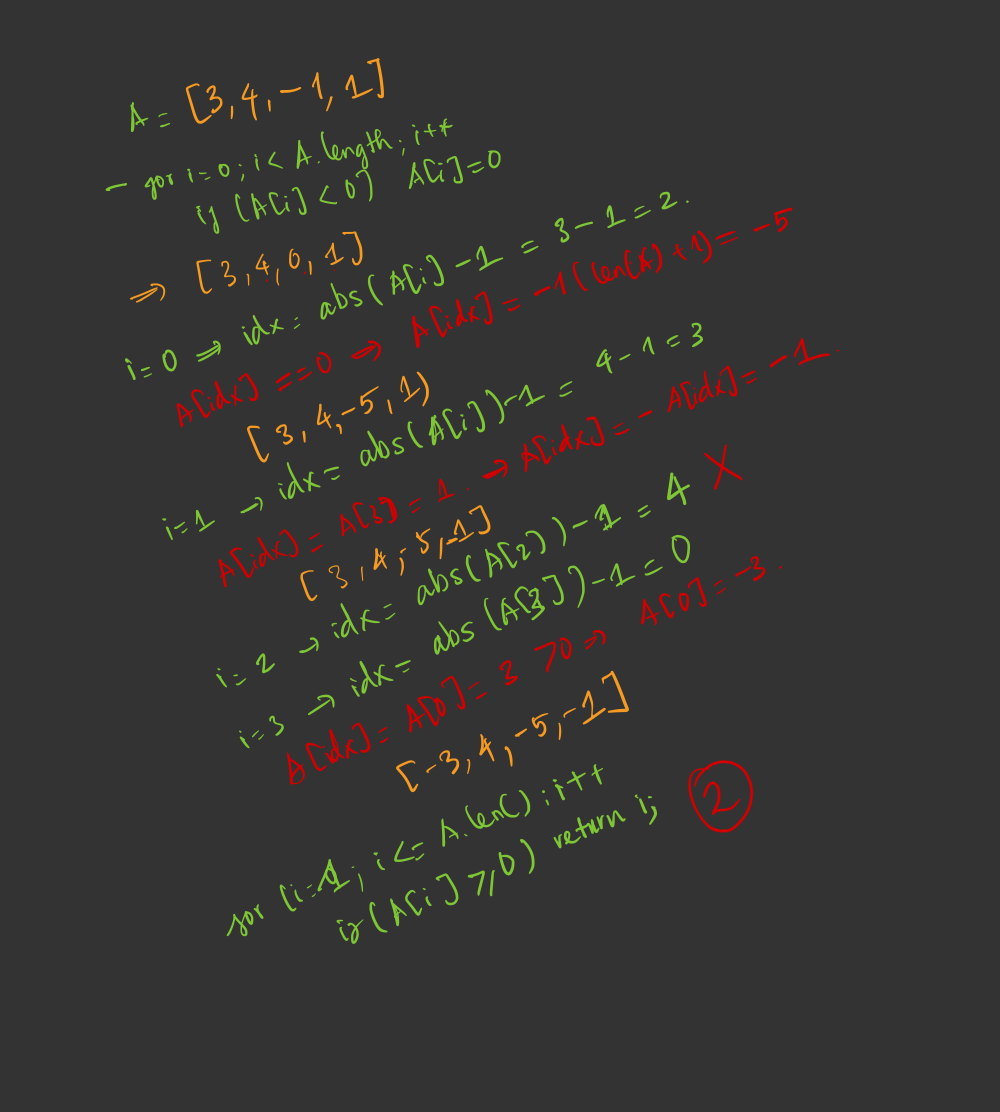 A = [3, 4, -1, 1]
- for i=0; i< A.length; i++
if (A[i] < 0) A[i]=0
⇒ [3, 4, 0, 1]
i=0 ⇒ idx = abs(A[i]-1 = 3-1=2.
A[idx] ==0 → A[idx] = -1(len(A)+1) = -5
[3, 4, -5, 1)
i=1 → idx = abs(A[i])-1 = 4-1=3
A[idx] = A[3] = 1. → A[idx] = - A[idx] = -1.
[3, 4, -5, -1]
i=2 → idx = abs(A[2])-1 = 4 X
i=3 → idx = abs(A[3])-1=0
A[idx] = A[0] = 3 >0 ⇒ A[0] = -3.
[-3, 4, -5, -1]
for (i=1; i<= A.len(); i++
if(A[i] >, 0) return i;
2